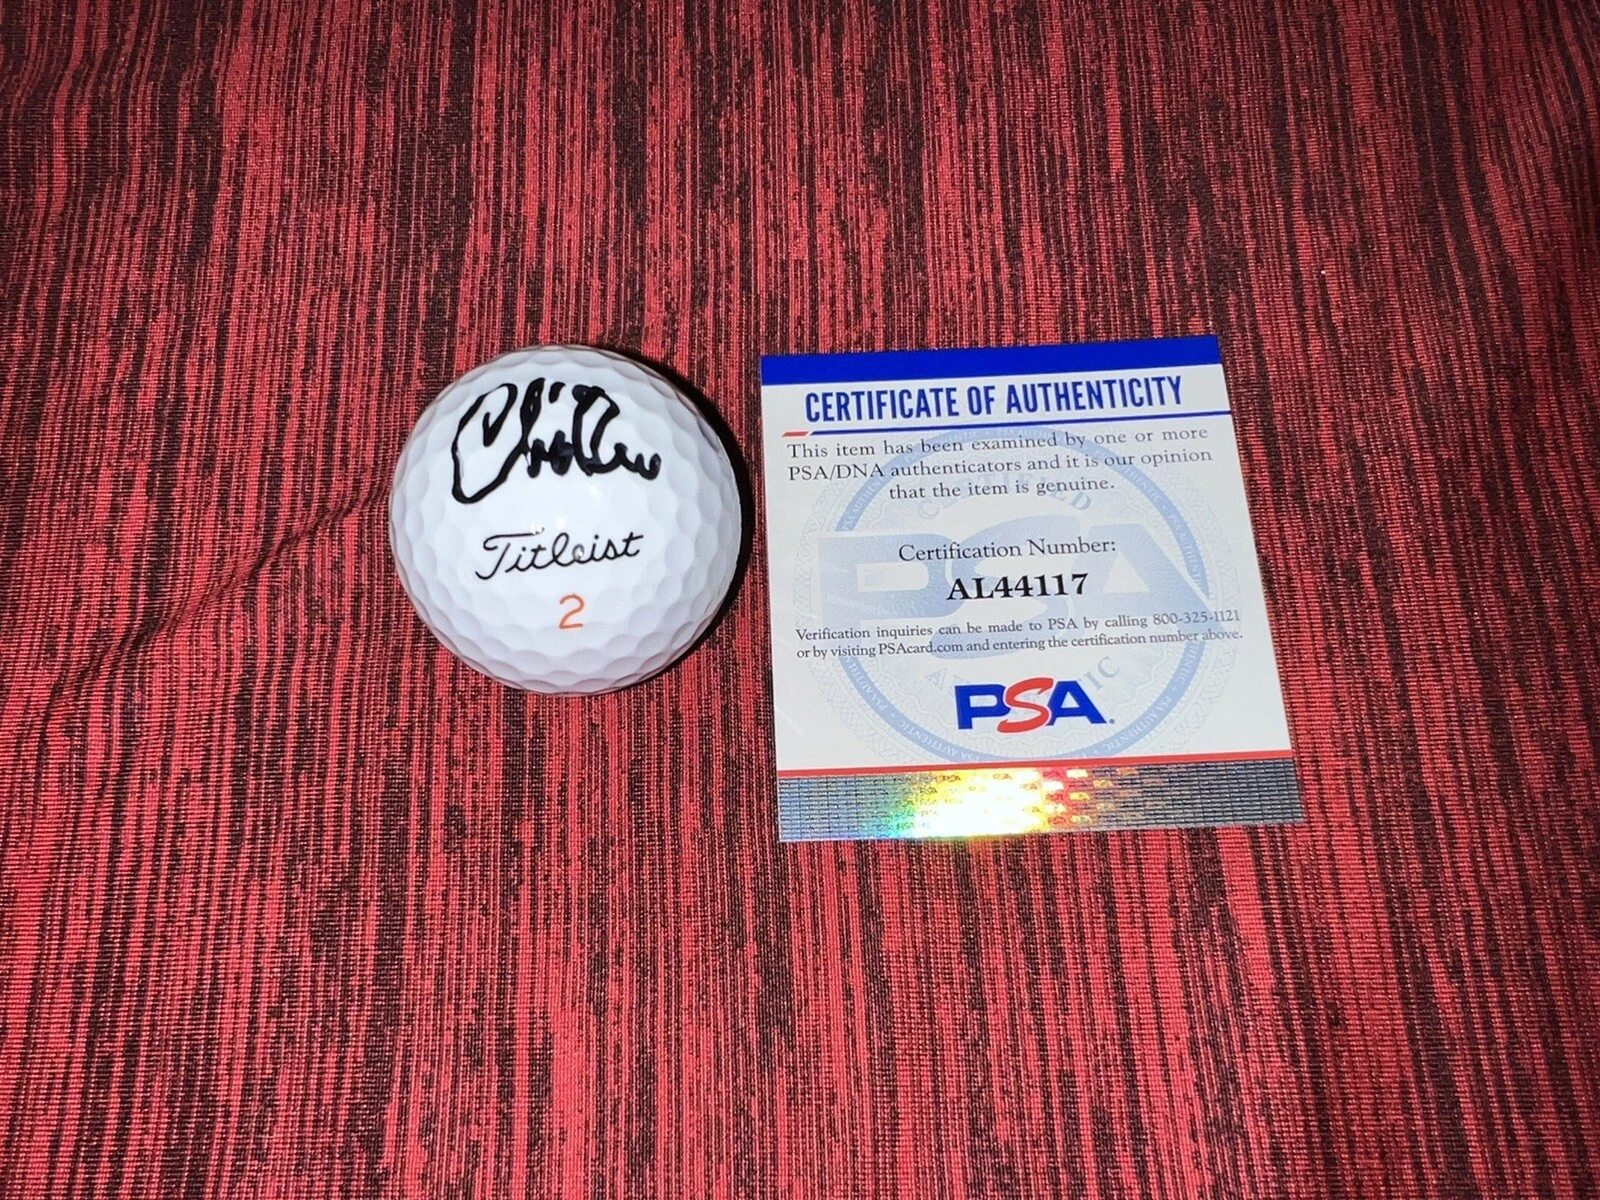 Titleist
2
CERTIFICATE OF AUTHENTICITY
This item has been examined by one or more
PSA/DNA authenticators and it is our opinion
that the item is genuine.
Certification Number:
AL44117
Verification inquiries can be made to PSA by calling 800-325-1121
or by visiting PSAcard.com and entering the certification number above.
PSA